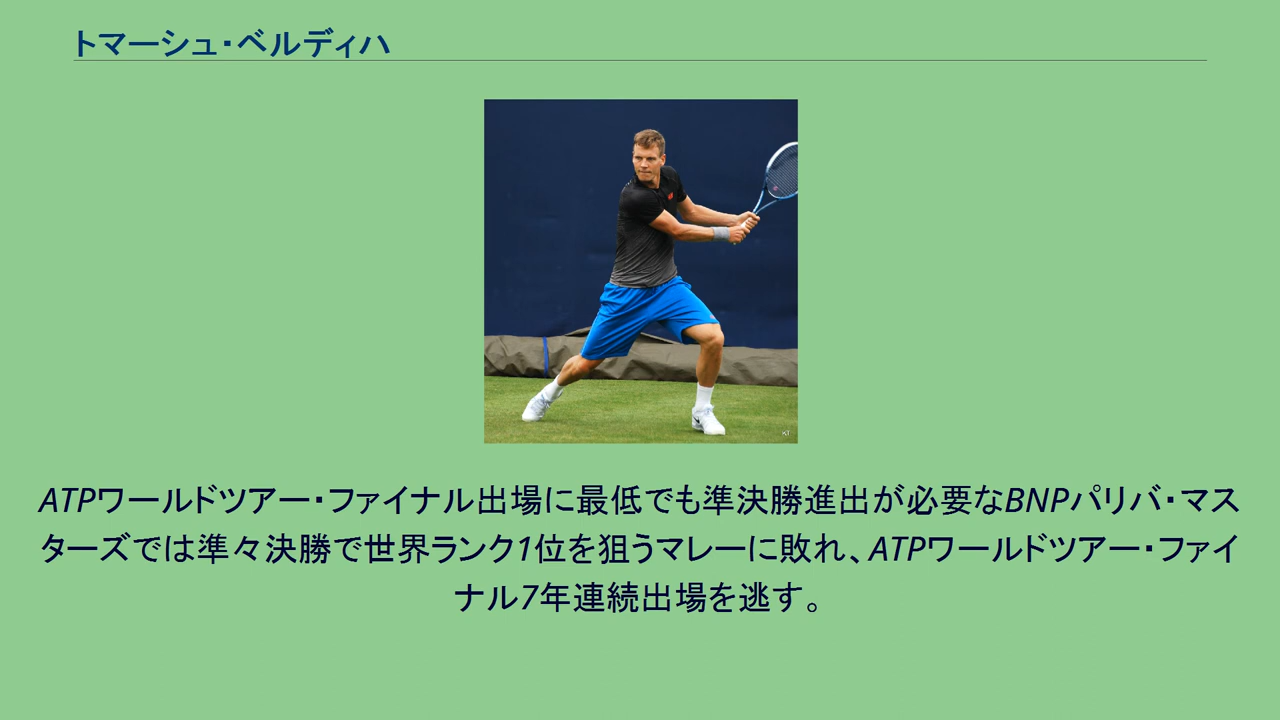 トマーシュ・ベルディハ
ATPワールドツアー・ファイナル出場に最低でも準決勝進出が必要なBNPパリバ・マス
ターズでは準々決勝で世界ランク1位を狙うマレーに敗れ、ATPワールドツアー・ファイ
ナル7年連続出場を逃す。